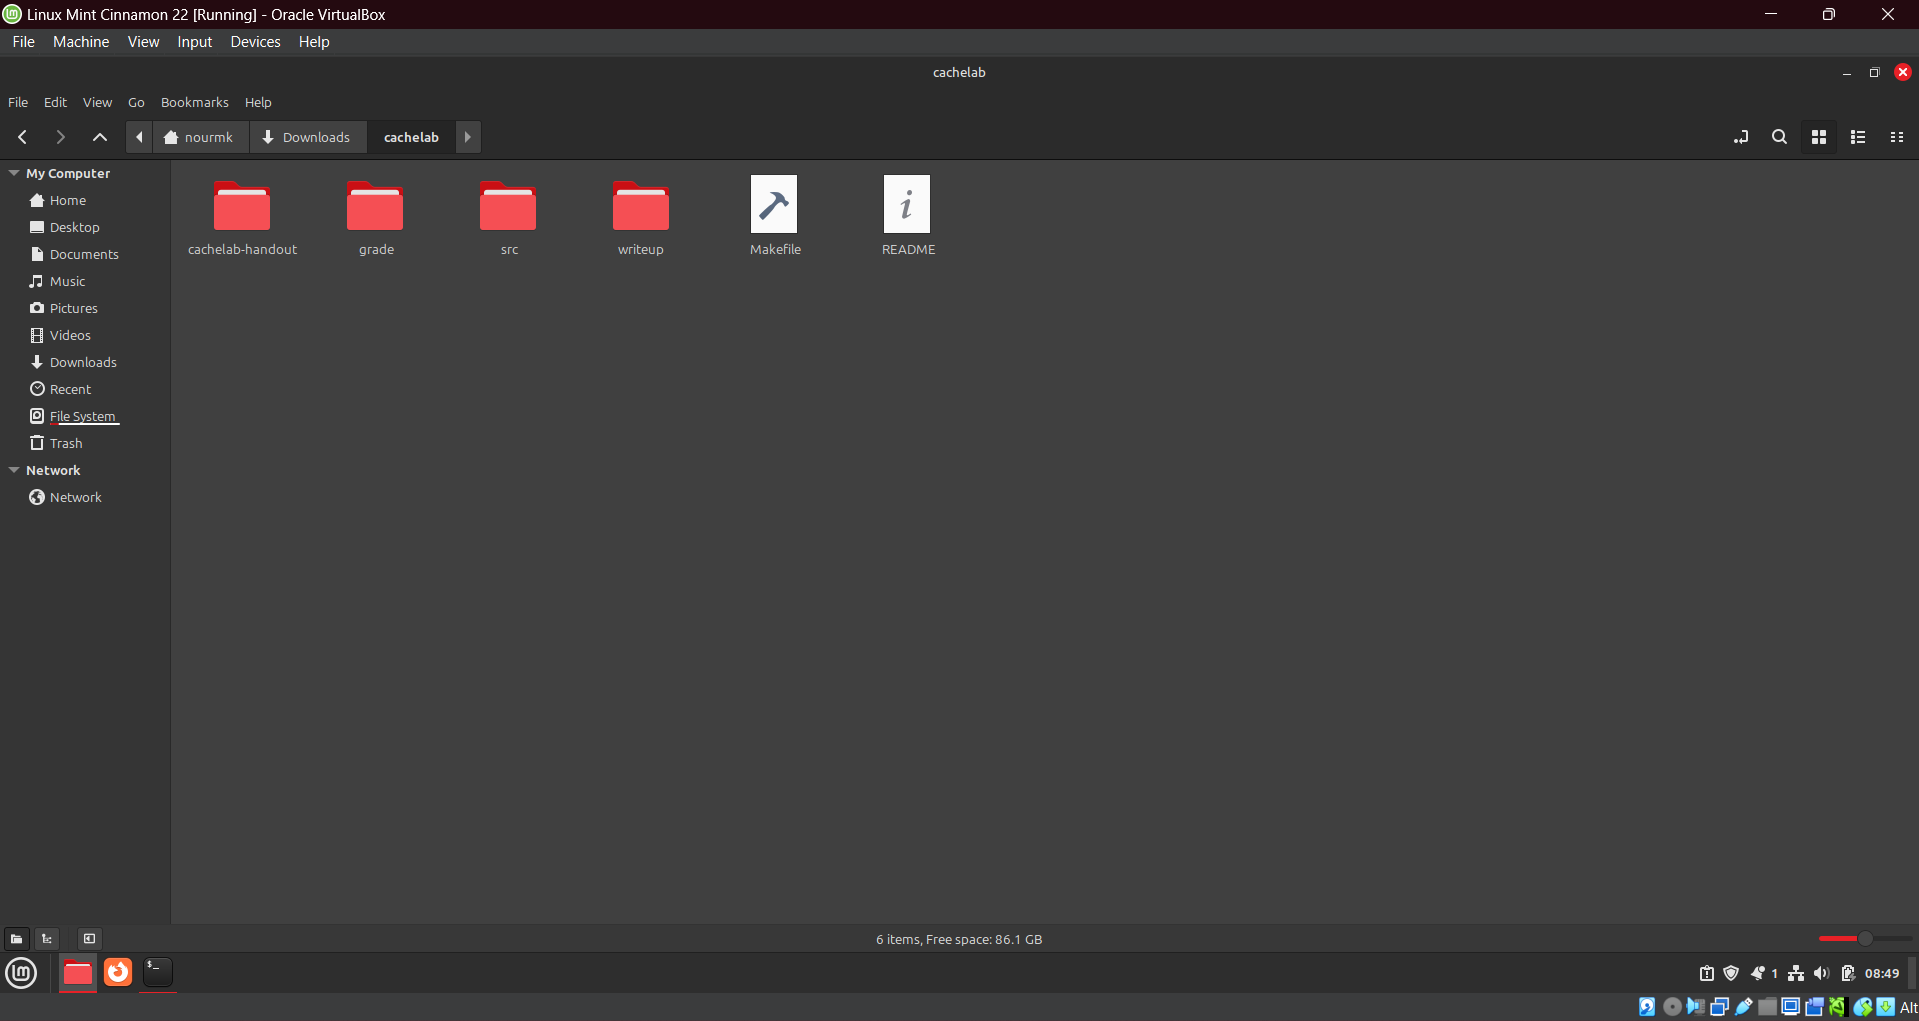 Linux Mint Cinnamon 22 [Running] - Oracle VirtualBox
File Machine View Input Devices Help
cachelab
File Edit View Go Bookmarks Help
nourmk Downloads cachelab
My Computer
Home
Desktop
Documents
Music
Pictures
Videos
Downloads
Recent
File System
Trash
Network
Network
cachelab-handout grade src writeup Makefile README
6 items, Free space: 86.1 GB
1 08:49
Alt